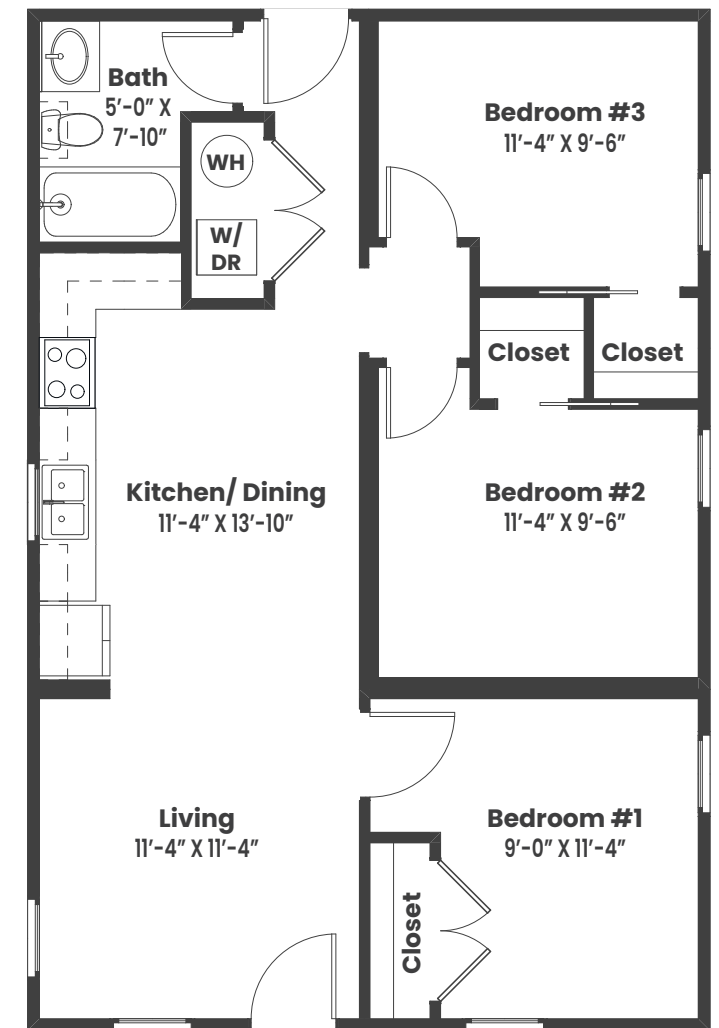 Bath
5’-0” X
7’-10”
WH
W/
DR
Bedroom #3
11’-4” X 9’-6”
Closet
Closet
Kitchen/ Dining
11’-4” X 13’-10”
Bedroom #2
11’-4” X 9’-6”
Living
11’-4” X 11’-4”
Bedroom #1
9’-0” X 11’-4”
Closet